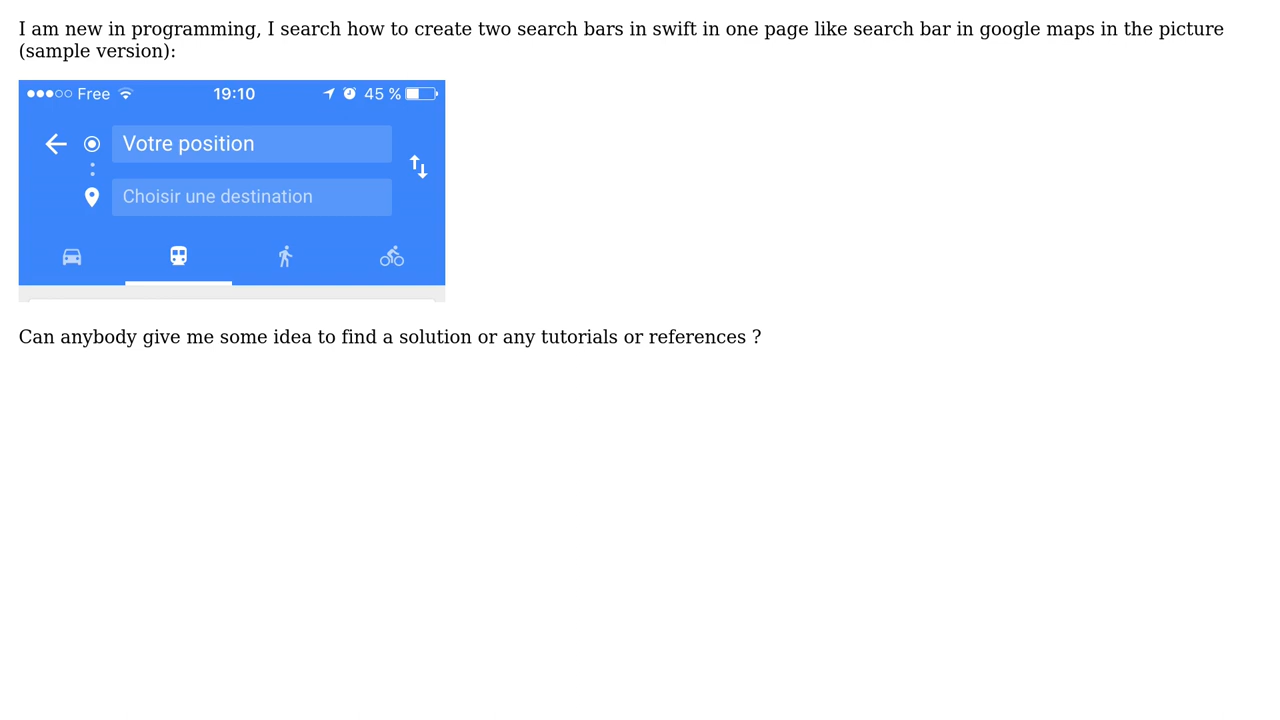 I am new in programming, I search how to create two search bars in swift in one page like search bar in google maps in the picture
(sample version):
Free 19:10 45 %
Votre position
Choisir une destination
Can anybody give me some idea to find a solution or any tutorials or references ?